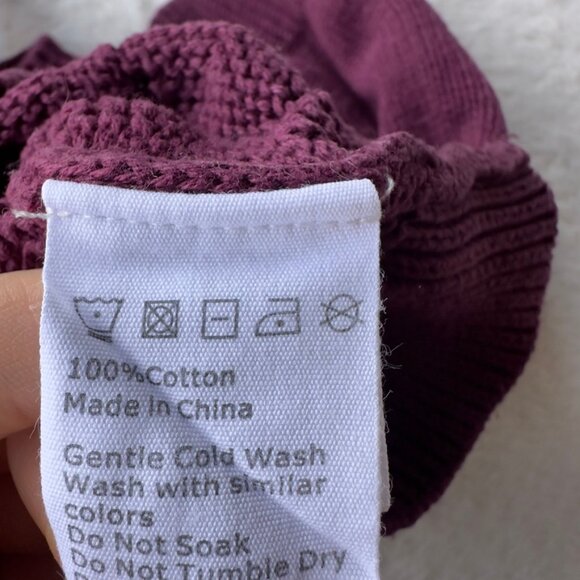 100%Cotton
Made in China
Gentle Cold Wash
Wash with similar
colors
Do Not Soak
Do Not Tumble Dry